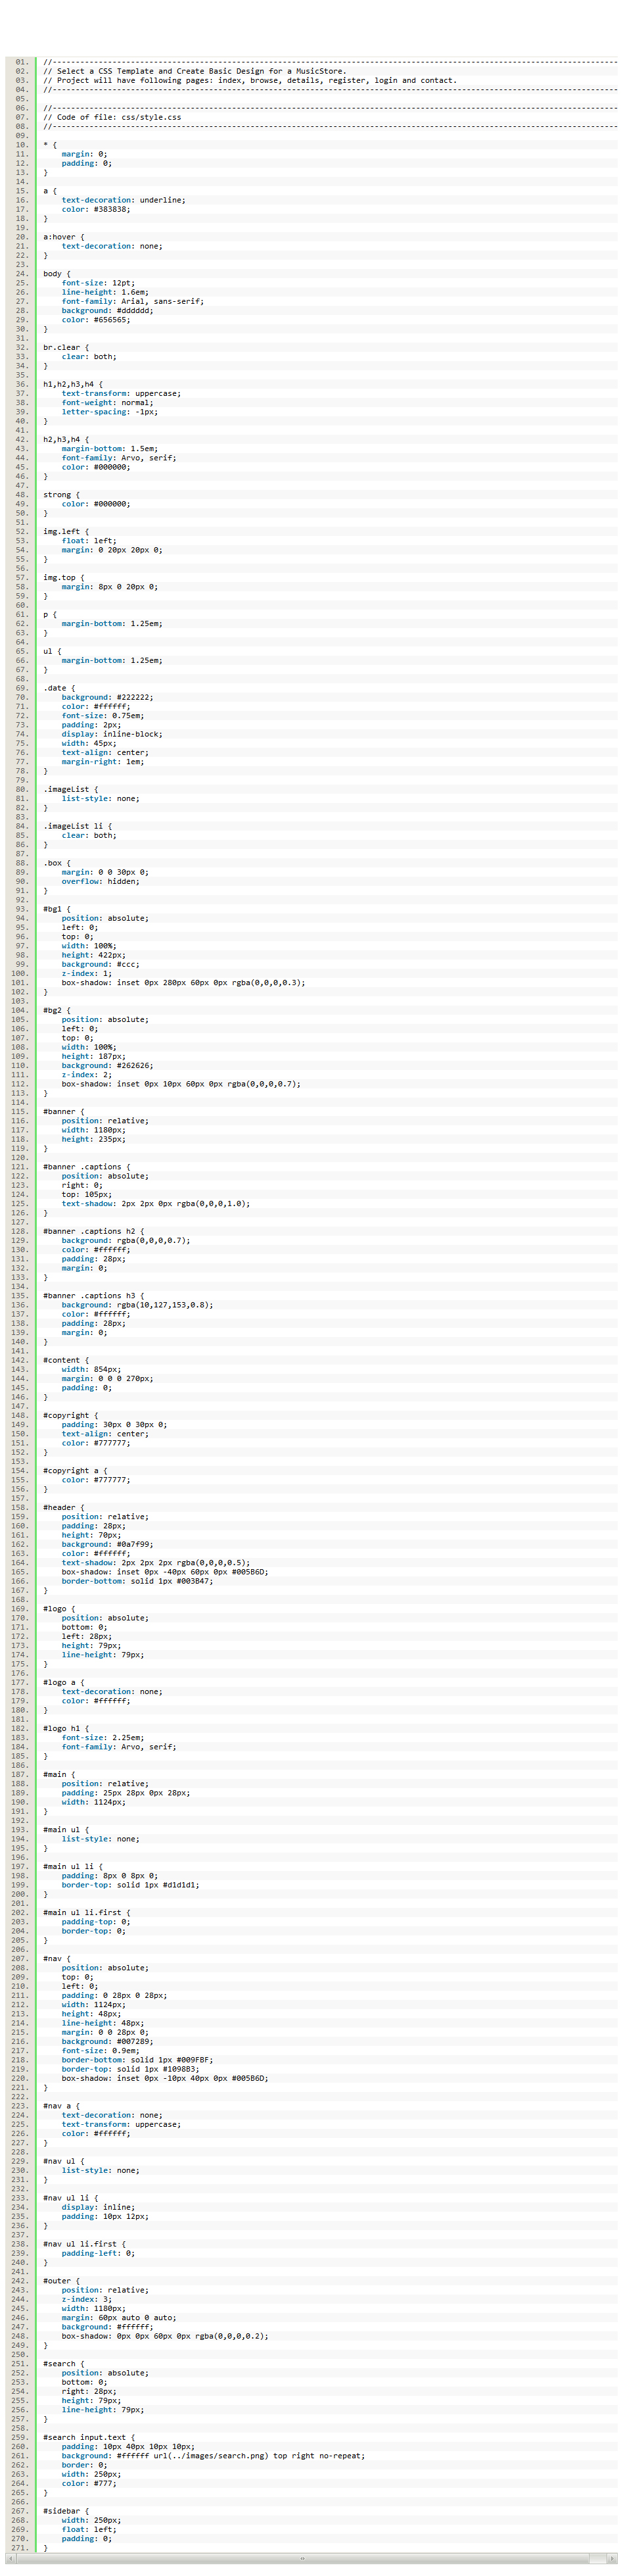 01. //------------------------------------------------------------------------------------------------------------------------------
02. // Select a CSS Template and Create Basic Design for a MusicStore.
03. // Project will have following pages: index, browse, details, register, login and contact.
04. //------------------------------------------------------------------------------------------------------------------------------
05.
06. //------------------------------------------------------------------------------------------------------------------------------
07. // Code of file: css/style.css
08. //------------------------------------------------------------------------------------------------------------------------------
09.
10. * {
11.     margin: 0;
12.     padding: 0;
13. }
14.
15. a {
16.     text-decoration: underline;
17.     color: #383838;
18. }
19.
20. a:hover {
21.     text-decoration: none;
22. }
23.
24. body {
25.     font-size: 12pt;
26.     line-height: 1.6em;
27.     font-family: Arial, sans-serif;
28.     background: #dddddd;
29.     color: #656565;
30. }
31.
32. br.clear {
33.     clear: both;
34. }
35.
36. h1,h2,h3,h4 {
37.     text-transform: uppercase;
38.     font-weight: normal;
39.     letter-spacing: -1px;
40. }
41.
42. h2,h3,h4 {
43.     margin-bottom: 1.5em;
44.     font-family: Arvo, serif;
45.     color: #000000;
46. }
47.
48. strong {
49.     color: #000000;
50. }
51.
52. img.left {
53.     float: left;
54.     margin: 0 20px 20px 0;
55. }
56.
57. img.top {
58.     margin: 8px 0 20px 0;
59. }
60.
61. p {
62.     margin-bottom: 1.25em;
63. }
64.
65. ul {
66.     margin-bottom: 1.25em;
67. }
68.
69. .date {
70.     background: #222222;
71.     color: #ffffff;
72.     font-size: 0.75em;
73.     padding: 2px;
74.     display: inline-block;
75.     width: 45px;
76.     text-align: center;
77.     margin-right: 1em;
78. }
79.
80. .imageList {
81.     list-style: none;
82. }
83.
84. .imageList li {
85.     clear: both;
86. }
87.
88. .box {
89.     margin: 0 0 30px 0;
90.     overflow: hidden;
91. }
92.
93. #bg1 {
94.     position: absolute;
95.     left: 0;
96.     top: 0;
97.     width: 100%;
98.     height: 422px;
99.     background: #ccc;
100.     z-index: 1;
101.     box-shadow: inset 0px 280px 60px 0px rgba(0,0,0,0.3);
102. }
103.
104. #bg2 {
105.     position: absolute;
106.     left: 0;
107.     top: 0;
108.     width: 100%;
109.     height: 187px;
110.     background: #262626;
111.     z-index: 2;
112.     box-shadow: inset 0px 10px 60px 0px rgba(0,0,0,0.7);
113. }
114.
115. #banner {
116.     position: relative;
117.     width: 1180px;
118.     height: 235px;
119. }
120.
121. #banner .captions {
122.     position: absolute;
123.     right: 0;
124.     top: 105px;
125.     text-shadow: 2px 2px 0px rgba(0,0,0,1.0);
126. }
127.
128. #banner .captions h2 {
129.     background: rgba(0,0,0,0.7);
130.     color: #ffffff;
131.     padding: 28px;
132.     margin: 0;
133. }
134.
135. #banner .captions h3 {
136.     background: rgba(10,127,153,0.8);
137.     color: #ffffff;
138.     padding: 28px;
139.     margin: 0;
140. }
141.
142. #content {
143.     width: 854px;
144.     margin: 0 0 0 270px;
145.     padding: 0;
146. }
147.
148. #copyright {
149.     padding: 30px 0 30px 0;
150.     text-align: center;
151.     color: #777777;
152. }
153.
154. #copyright a {
155.     color: #777777;
156. }
157.
158. #header {
159.     position: relative;
160.     padding: 28px;
161.     height: 70px;
162.     background: #0a7f99;
163.     color: #ffffff;
164.     text-shadow: 2px 2px 2px rgba(0,0,0,0.5);
165.     box-shadow: inset 0px -40px 60px 0px #005B6D;
166.     border-bottom: solid 1px #003B47;
167. }
168.
169. #logo {
170.     position: absolute;
171.     bottom: 0;
172.     left: 28px;
173.     height: 79px;
174.     line-height: 79px;
175. }
176.
177. #logo a {
178.     text-decoration: none;
179.     color: #ffffff;
180. }
181.
182. #logo h1 {
183.     font-size: 2.25em;
184.     font-family: Arvo, serif;
185. }
186.
187. #main {
188.     position: relative;
189.     padding: 25px 28px 0px 28px;
190.     width: 1124px;
191. }
192.
193. #main ul {
194.     list-style: none;
195. }
196.
197. #main ul li {
198.     padding: 8px 0 8px 0;
199.     border-top: solid 1px #d1d1d1;
200. }
201.
202. #main ul li.first {
203.     padding-top: 0;
204.     border-top: 0;
205. }
206.
207. #nav {
208.     position: absolute;
209.     top: 0;
210.     left: 0;
211.     padding: 0 28px 0 28px;
212.     width: 1124px;
213.     height: 48px;
214.     line-height: 48px;
215.     margin: 0 0 28px 0;
216.     background: #007289;
217.     font-size: 0.9em;
218.     border-bottom: solid 1px #009FBF;
219.     border-top: solid 1px #1098B3;
220.     box-shadow: inset 0px -10px 40px 0px #005B6D;
221. }
222.
223. #nav a {
224.     text-decoration: none;
225.     text-transform: uppercase;
226.     color: #ffffff;
227. }
228.
229. #nav ul {
230.     list-style: none;
231. }
232.
233. #nav ul li {
234.     display: inline;
235.     padding: 10px 12px;
236. }
237.
238. #nav ul li.first {
239.     padding-left: 0;
240. }
241.
242. #outer {
243.     position: relative;
244.     z-index: 3;
245.     width: 1180px;
246.     margin: 60px auto 0 auto;
247.     background: #ffffff;
248.     box-shadow: 0px 0px 60px 0px rgba(0,0,0,0.2);
249. }
250.
251. #search {
252.     position: absolute;
253.     bottom: 0;
254.     right: 28px;
255.     height: 79px;
256.     line-height: 79px;
257. }
258.
259. #search input.text {
260.     padding: 10px 40px 10px 10px;
261.     background: #ffffff url(../images/search.png) top right no-repeat;
262.     border: 0;
263.     width: 250px;
264.     color: #777;
265. }
266.
267. #sidebar {
268.     width: 250px;
269.     float: left;
270.     padding: 0;
271. }